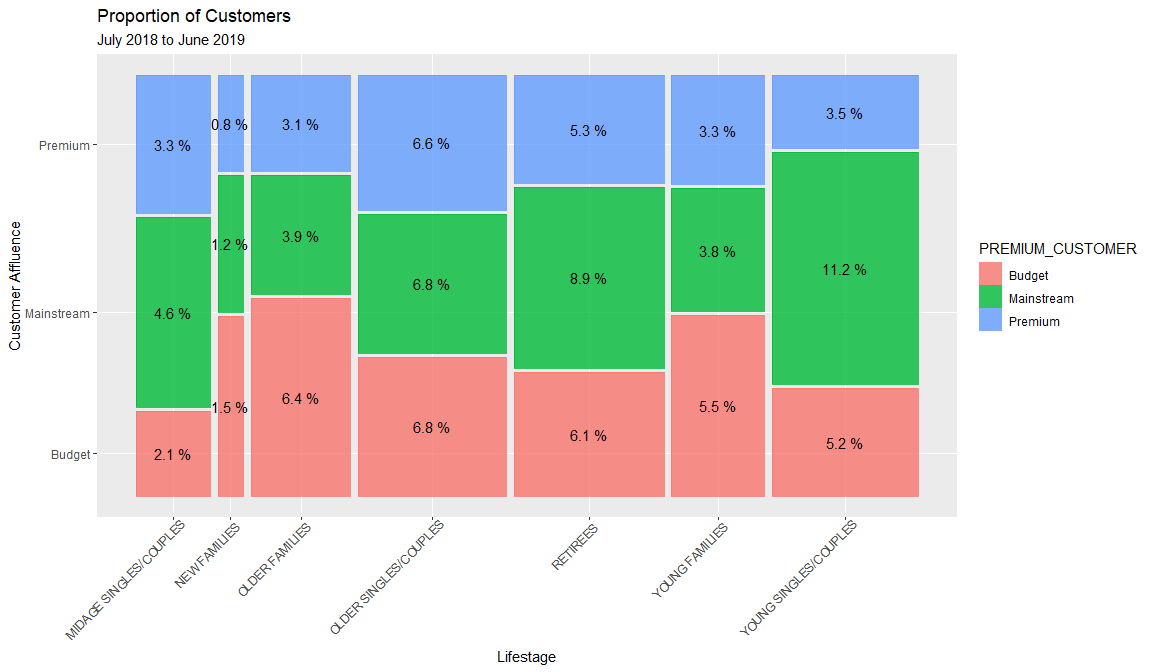 Proportion of Customers
July 2018 to June 2019
Customer Affluence
Premium
Mainstream
Budget
3.3 %
0.8 %
3.1 %
6.6 %
5.3 %
3.3 %
3.5 %
4.6 %
1.2 %
3.9 %
6.8 %
8.9 %
3.8 %
11.2 %
2.1 %
1.5 %
6.4 %
6.8 %
6.1 %
5.5 %
5.2 %
MIDAGE SINGLES/COUPLES
NEW FAMILIES
OLDER FAMILIES
OLDER SINGLES/COUPLES
RETIREES
YOUNG FAMILIES
YOUNG SINGLES/COUPLES
Lifestage
PREMIUM_CUSTOMER
Budget
Mainstream
Premium